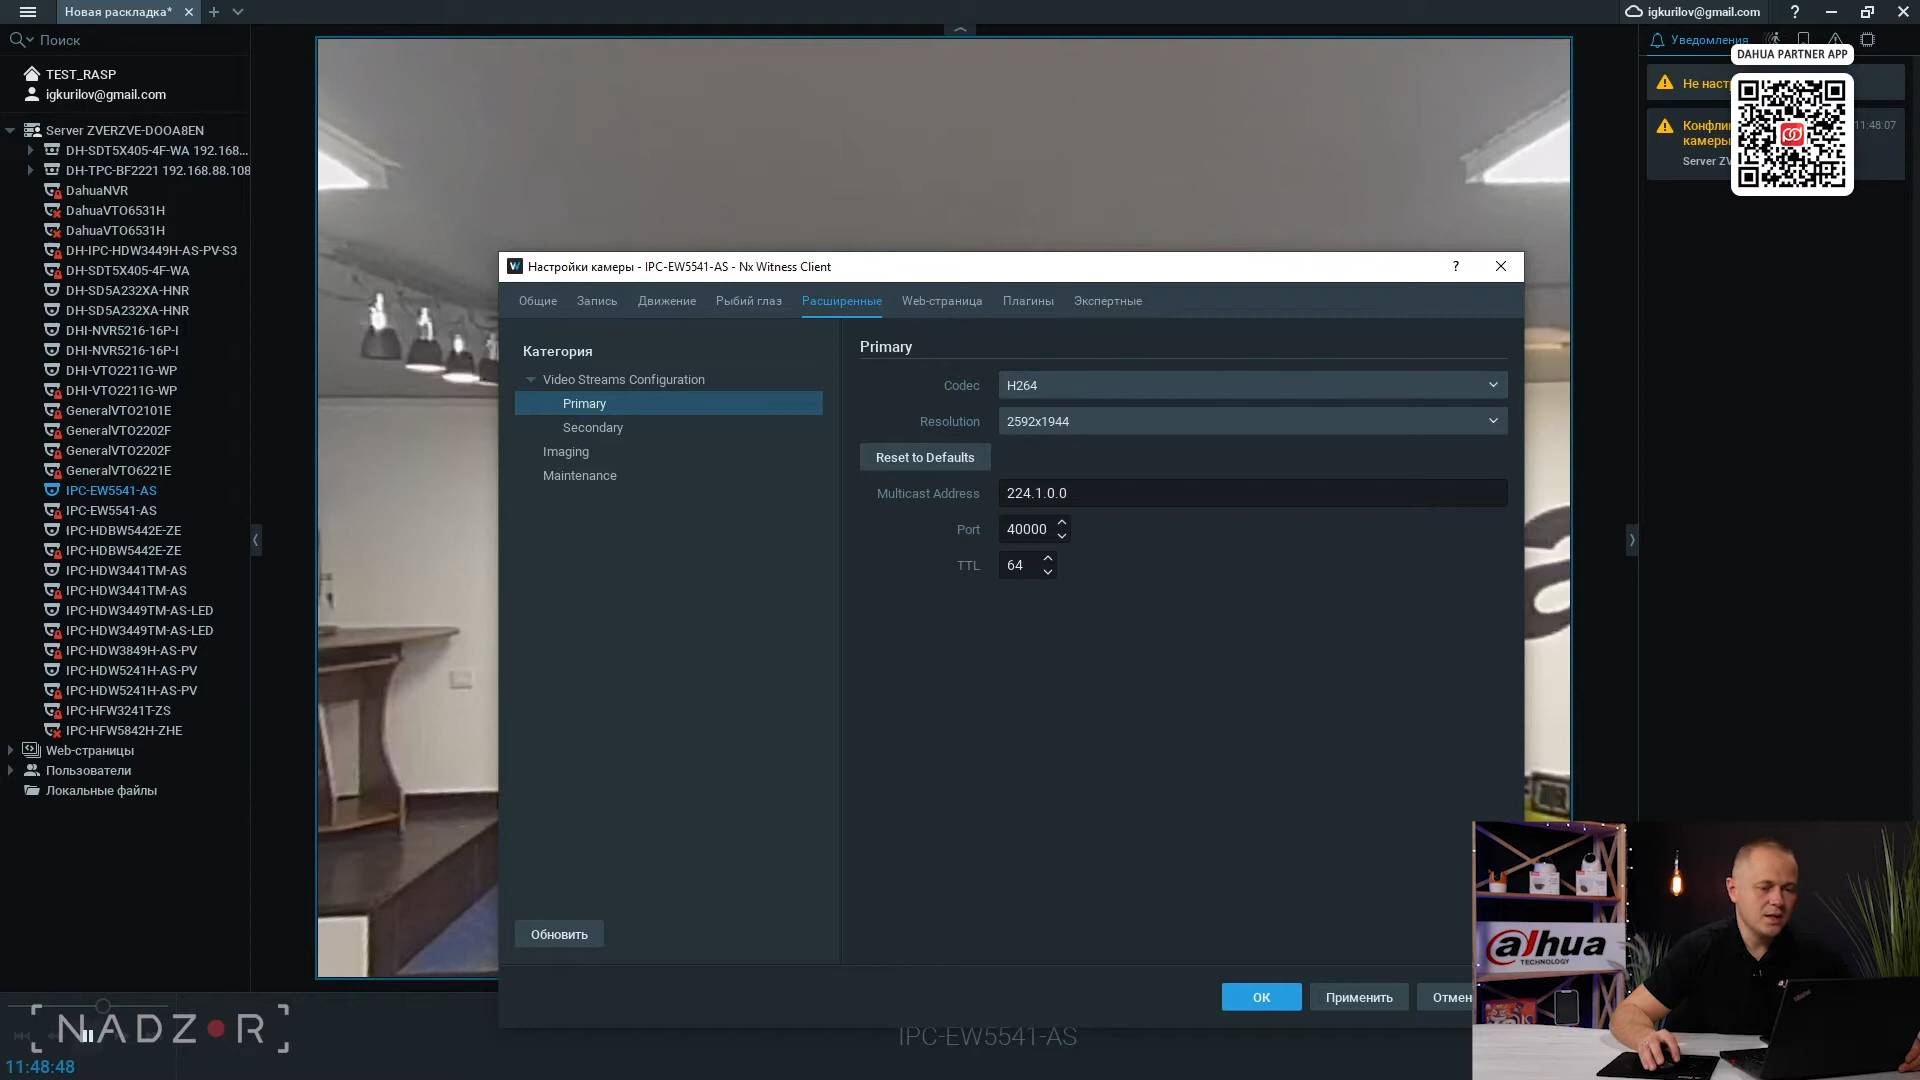 Новая раскладка*
igkurilov@gmail.com
?
Поиск
Уведомления
DAHUA PARTNER APP
TEST_RASP
igkurilov@gmail.com
Server ZVERZVE-DOOA8EN
DH-SDT5X405-4F-WA 192.168...
DH-TPC-BF2221 192.168.88.108
DahuaNVR
DahuaVTO6531H
DahuaVTO6531H
DH-IPC-HDW3449H-AS-PV-S3
DH-SDT5X405-4F-WA
DH-SD5A232XA-HNR
DH-SD5A232XA-HNR
DHI-NVR5216-16P-I
DHI-NVR5216-16P-I
DHI-VTO2211G-WP
DHI-VTO2211G-WP
GeneralVTO2101E
GeneralVTO2202F
GeneralVTO2202F
GeneralVTO6221E
IPC-EW5541-AS
IPC-EW5541-AS
IPC-HDBW5442E-ZE
IPC-HDBW5442E-ZE
IPC-HDW3441TM-AS
IPC-HDW3441TM-AS
IPC-HDW3449TM-AS-LED
IPC-HDW3449TM-AS-LED
IPC-HDW3849H-AS-PV
IPC-HDW5241H-AS-PV
IPC-HDW5241H-AS-PV
IPC-HFW3241T-ZS
IPC-HFW5842H-ZHE
Web-страницы
Пользователи
Локальные файлы
Не наст
Конфли 11:48:07
камеры
Server ZV
Настройки камеры - IPC-EW5541-AS - Nx Witness Client
?
Общие Запись Движение Рыбий глаз Расширенные Web-страница Плагины Экспертные
Категория
Video Streams Configuration
Primary
Secondary
Imaging
Maintenance
Обновить
Primary
Codec H264
Resolution 2592x1944
Reset to Defaults
Multicast Address 224.1.0.0
Port 40000
TTL 64
OK Применить Отмен
IPC-EW5541-AS
NADZOR
11:48:48
alhua
TECHNOLOGY